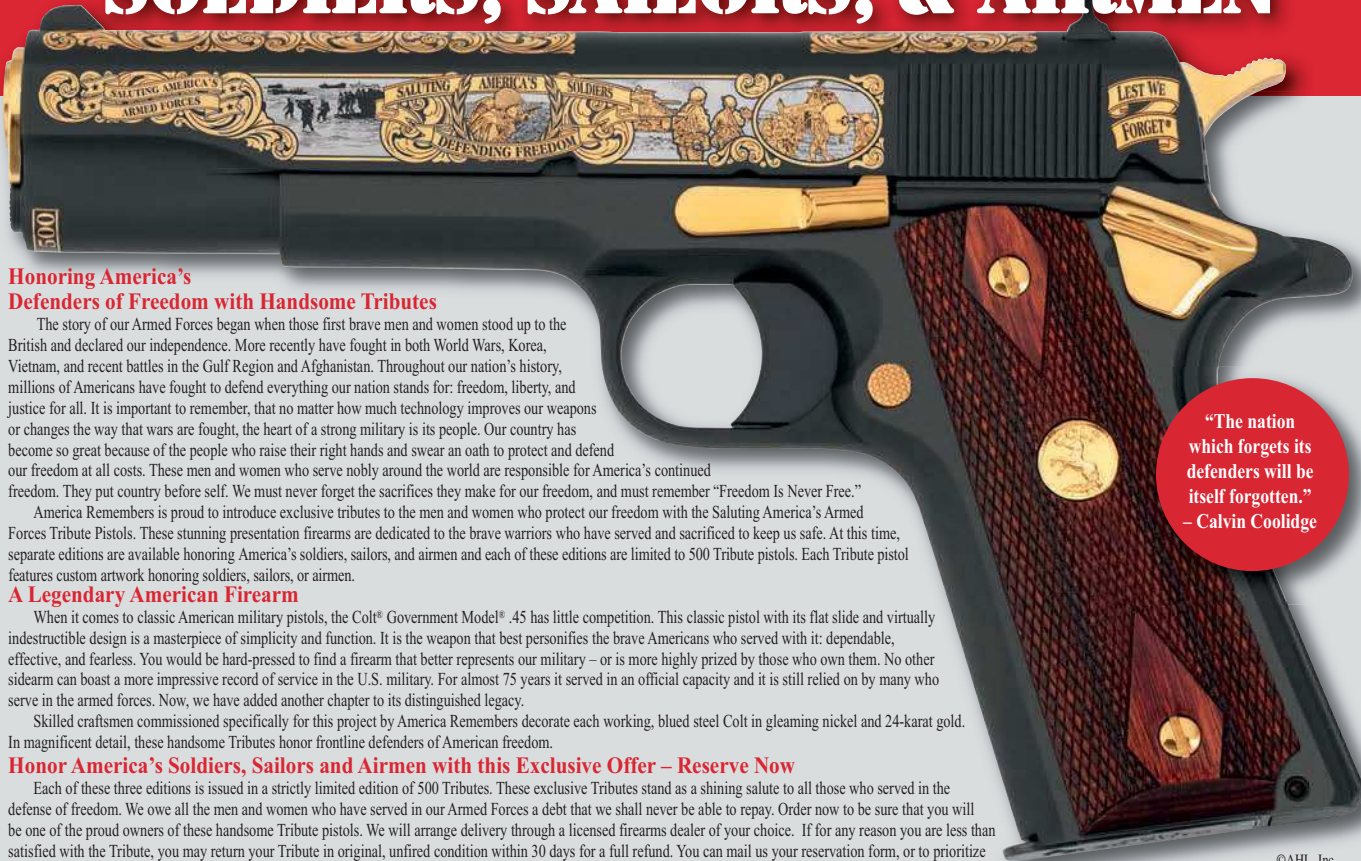 SOLDIERS, SAILORS, & AIRMEN
SALUTING AMERICA'S
ARMED FORCES
SALUTING AMERICA'S SOLDIERS
DEFENDING FREEDOM
LEST WE
FORGET®
500
Honoring America's
Defenders of Freedom with Handsome Tributes
The story of our Armed Forces began when those first brave men and women stood up to the
British and declared our independence. More recently have fought in both World Wars, Korea,
Vietnam, and recent battles in the Gulf Region and Afghanistan. Throughout our nation's history,
millions of Americans have fought to defend everything our nation stands for: freedom, liberty, and
justice for all. It is important to remember, that no matter how much technology improves our weapons
or changes the way that wars are fought, the heart of a strong military is its people. Our country has
become so great because of the people who raise their right hands and swear an oath to protect and defend
our freedom at all costs. These men and women who serve nobly around the world are responsible for America's continued
freedom. They put country before self. We must never forget the sacrifices they make for our freedom, and must remember “Freedom Is Never Free.”
America Remembers is proud to introduce exclusive tributes to the men and women who protect our freedom with the Saluting America's Armed
Forces Tribute Pistols. These stunning presentation firearms are dedicated to the brave warriors who have served and sacrificed to keep us safe. At this time,
separate editions are available honoring America's soldiers, sailors, and airmen and each of these editions are limited to 500 Tribute pistols. Each Tribute pistol
features custom artwork honoring soldiers, sailors, or airmen.
“The nation
which forgets its
defenders will be
itself forgotten.”
– Calvin Coolidge
A Legendary American Firearm
When it comes to classic American military pistols, the Colt® Government Model® .45 has little competition. This classic pistol with its flat slide and virtually
indestructible design is a masterpiece of simplicity and function. It is the weapon that best personifies the brave Americans who served with it: dependable,
effective, and fearless. You would be hard-pressed to find a firearm that better represents our military – or is more highly prized by those who own them. No other
sidearm can boast a more impressive record of service in the U.S. military. For almost 75 years it served in an official capacity and it is still relied on by many who
serve in the armed forces. Now, we have added another chapter to its distinguished legacy.
Skilled craftsmen commissioned specifically for this project by America Remembers decorate each working, blued steel Colt in gleaming nickel and 24-karat gold.
In magnificent detail, these handsome Tributes honor frontline defenders of American freedom.
Honor America's Soldiers, Sailors and Airmen with this Exclusive Offer – Reserve Now
Each of these three editions is issued in a strictly limited edition of 500 Tributes. These exclusive Tributes stand as a shining salute to all those who served in the
defense of freedom. We owe all the men and women who have served in our Armed Forces a debt that we shall never be able to repay. Order now to be sure that you will
be one of the proud owners of these handsome Tribute pistols. We will arrange delivery through a licensed firearms dealer of your choice. If for any reason you are less than
satisfied with the Tribute, you may return your Tribute in original, unfired condition within 30 days for a full refund. You can mail us your reservation form, or to prioritize
©AHL, Inc.